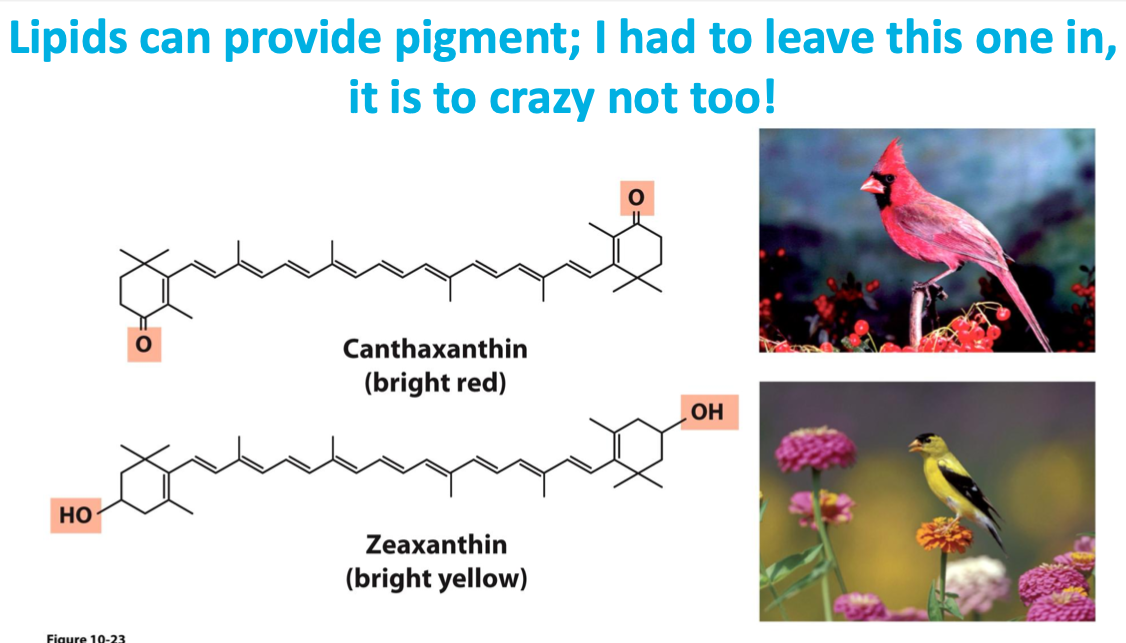 Lipids can provide pigment; I had to leave this one in,
it is to crazy not too!
O
O
Canthaxanthin
(bright red)
OH
HO
Zeaxanthin
(bright yellow)
Figure 10-23